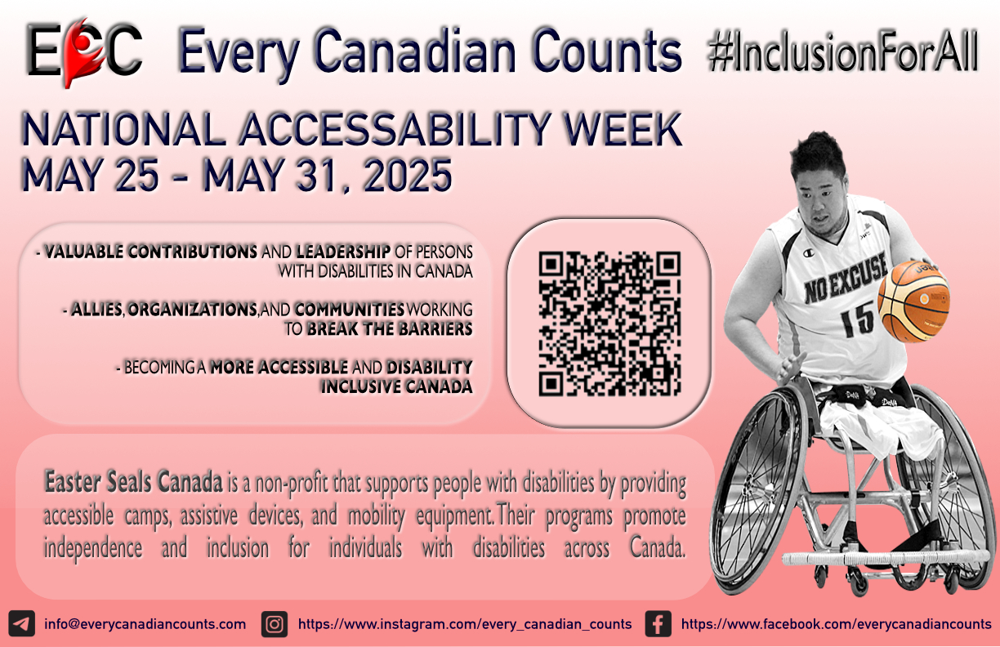 ECC Every Canadian Counts #InclusionForAll
NATIONAL ACCESSABILITY WEEK
MAY 25 - MAY 31, 2025
- VALUABLE CONTRIBUTIONS AND LEADERSHIP OF PERSONS
WITH DISABILITIES IN CANADA
- ALLIES, ORGANIZATIONS, AND COMMUNITIES WORKING
TO BREAK THE BARRIERS
- BECOMING A MORE ACCESSIBLE AND DISABILITY
INCLUSIVE CANADA
NO EXCUSE
15
Easter Seals Canada is a non-profit that supports people with disabilities by providing
accessible camps, assistive devices, and mobility equipment. Their programs promote
independence and inclusion for individuals with disabilities across Canada.
info@everycanadiancounts.com
https://www.instagram.com/every_canadian_counts
https://www.facebook.com/everycanadiancounts